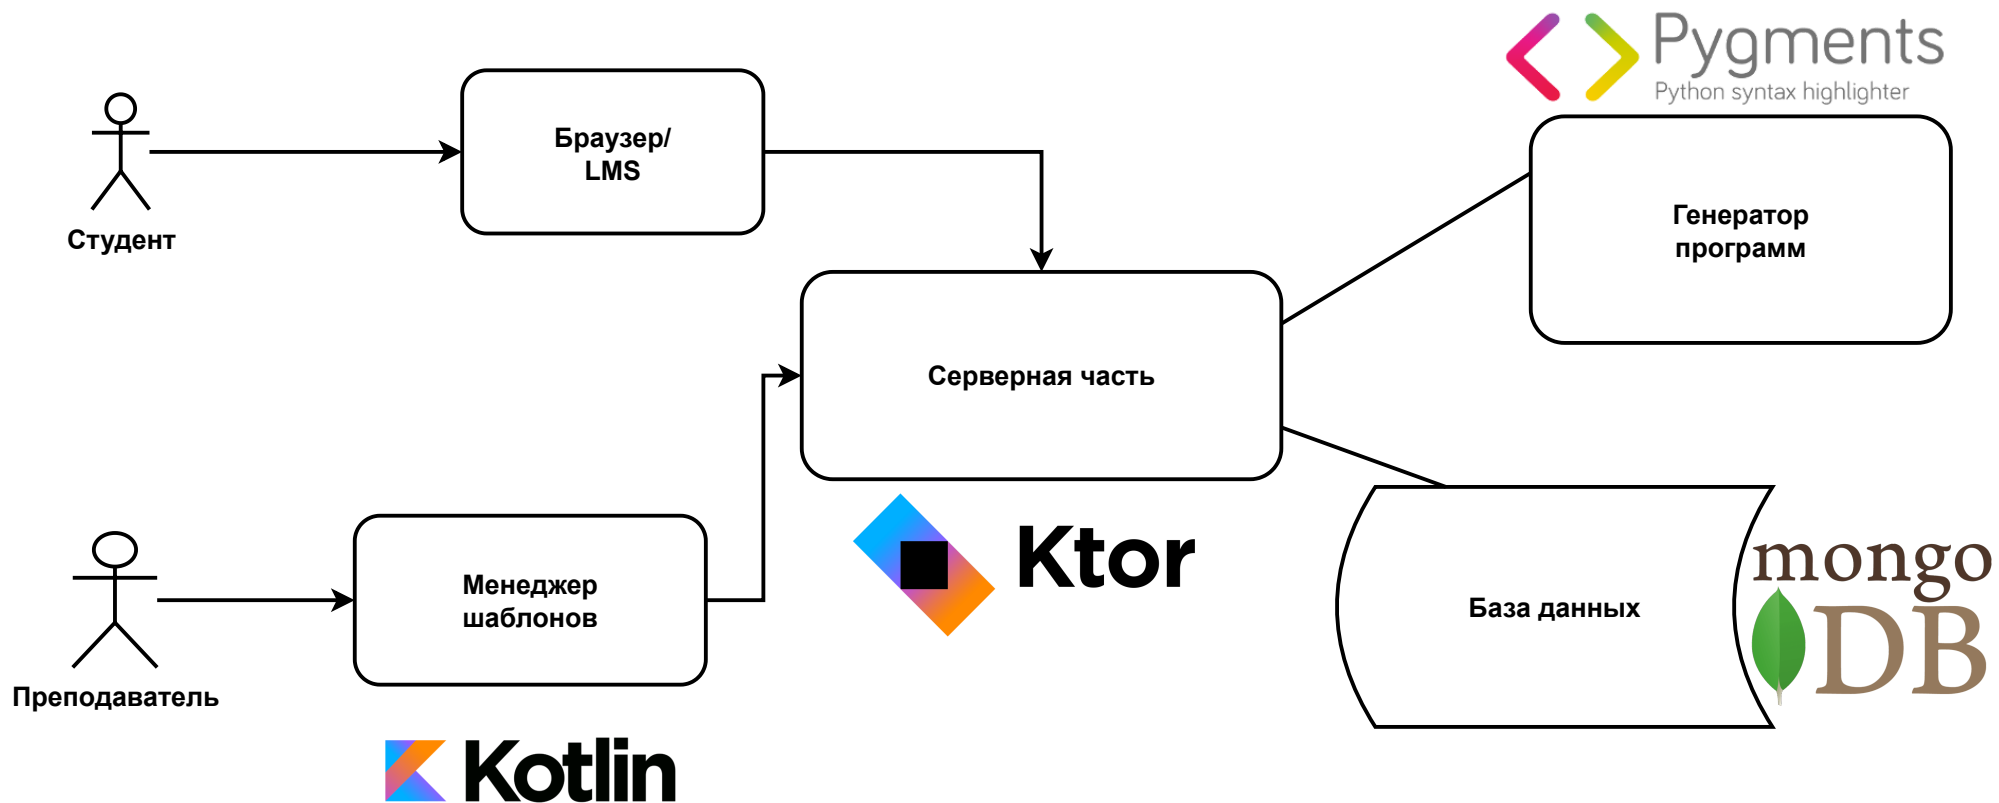 Pygments
Python syntax highlighter
Браузер/
LMS
Студент
Генератор
программ
Серверная часть
Ktor
Менеджер
шаблонов
База данных
mongo
DB
Преподаватель
Kotlin